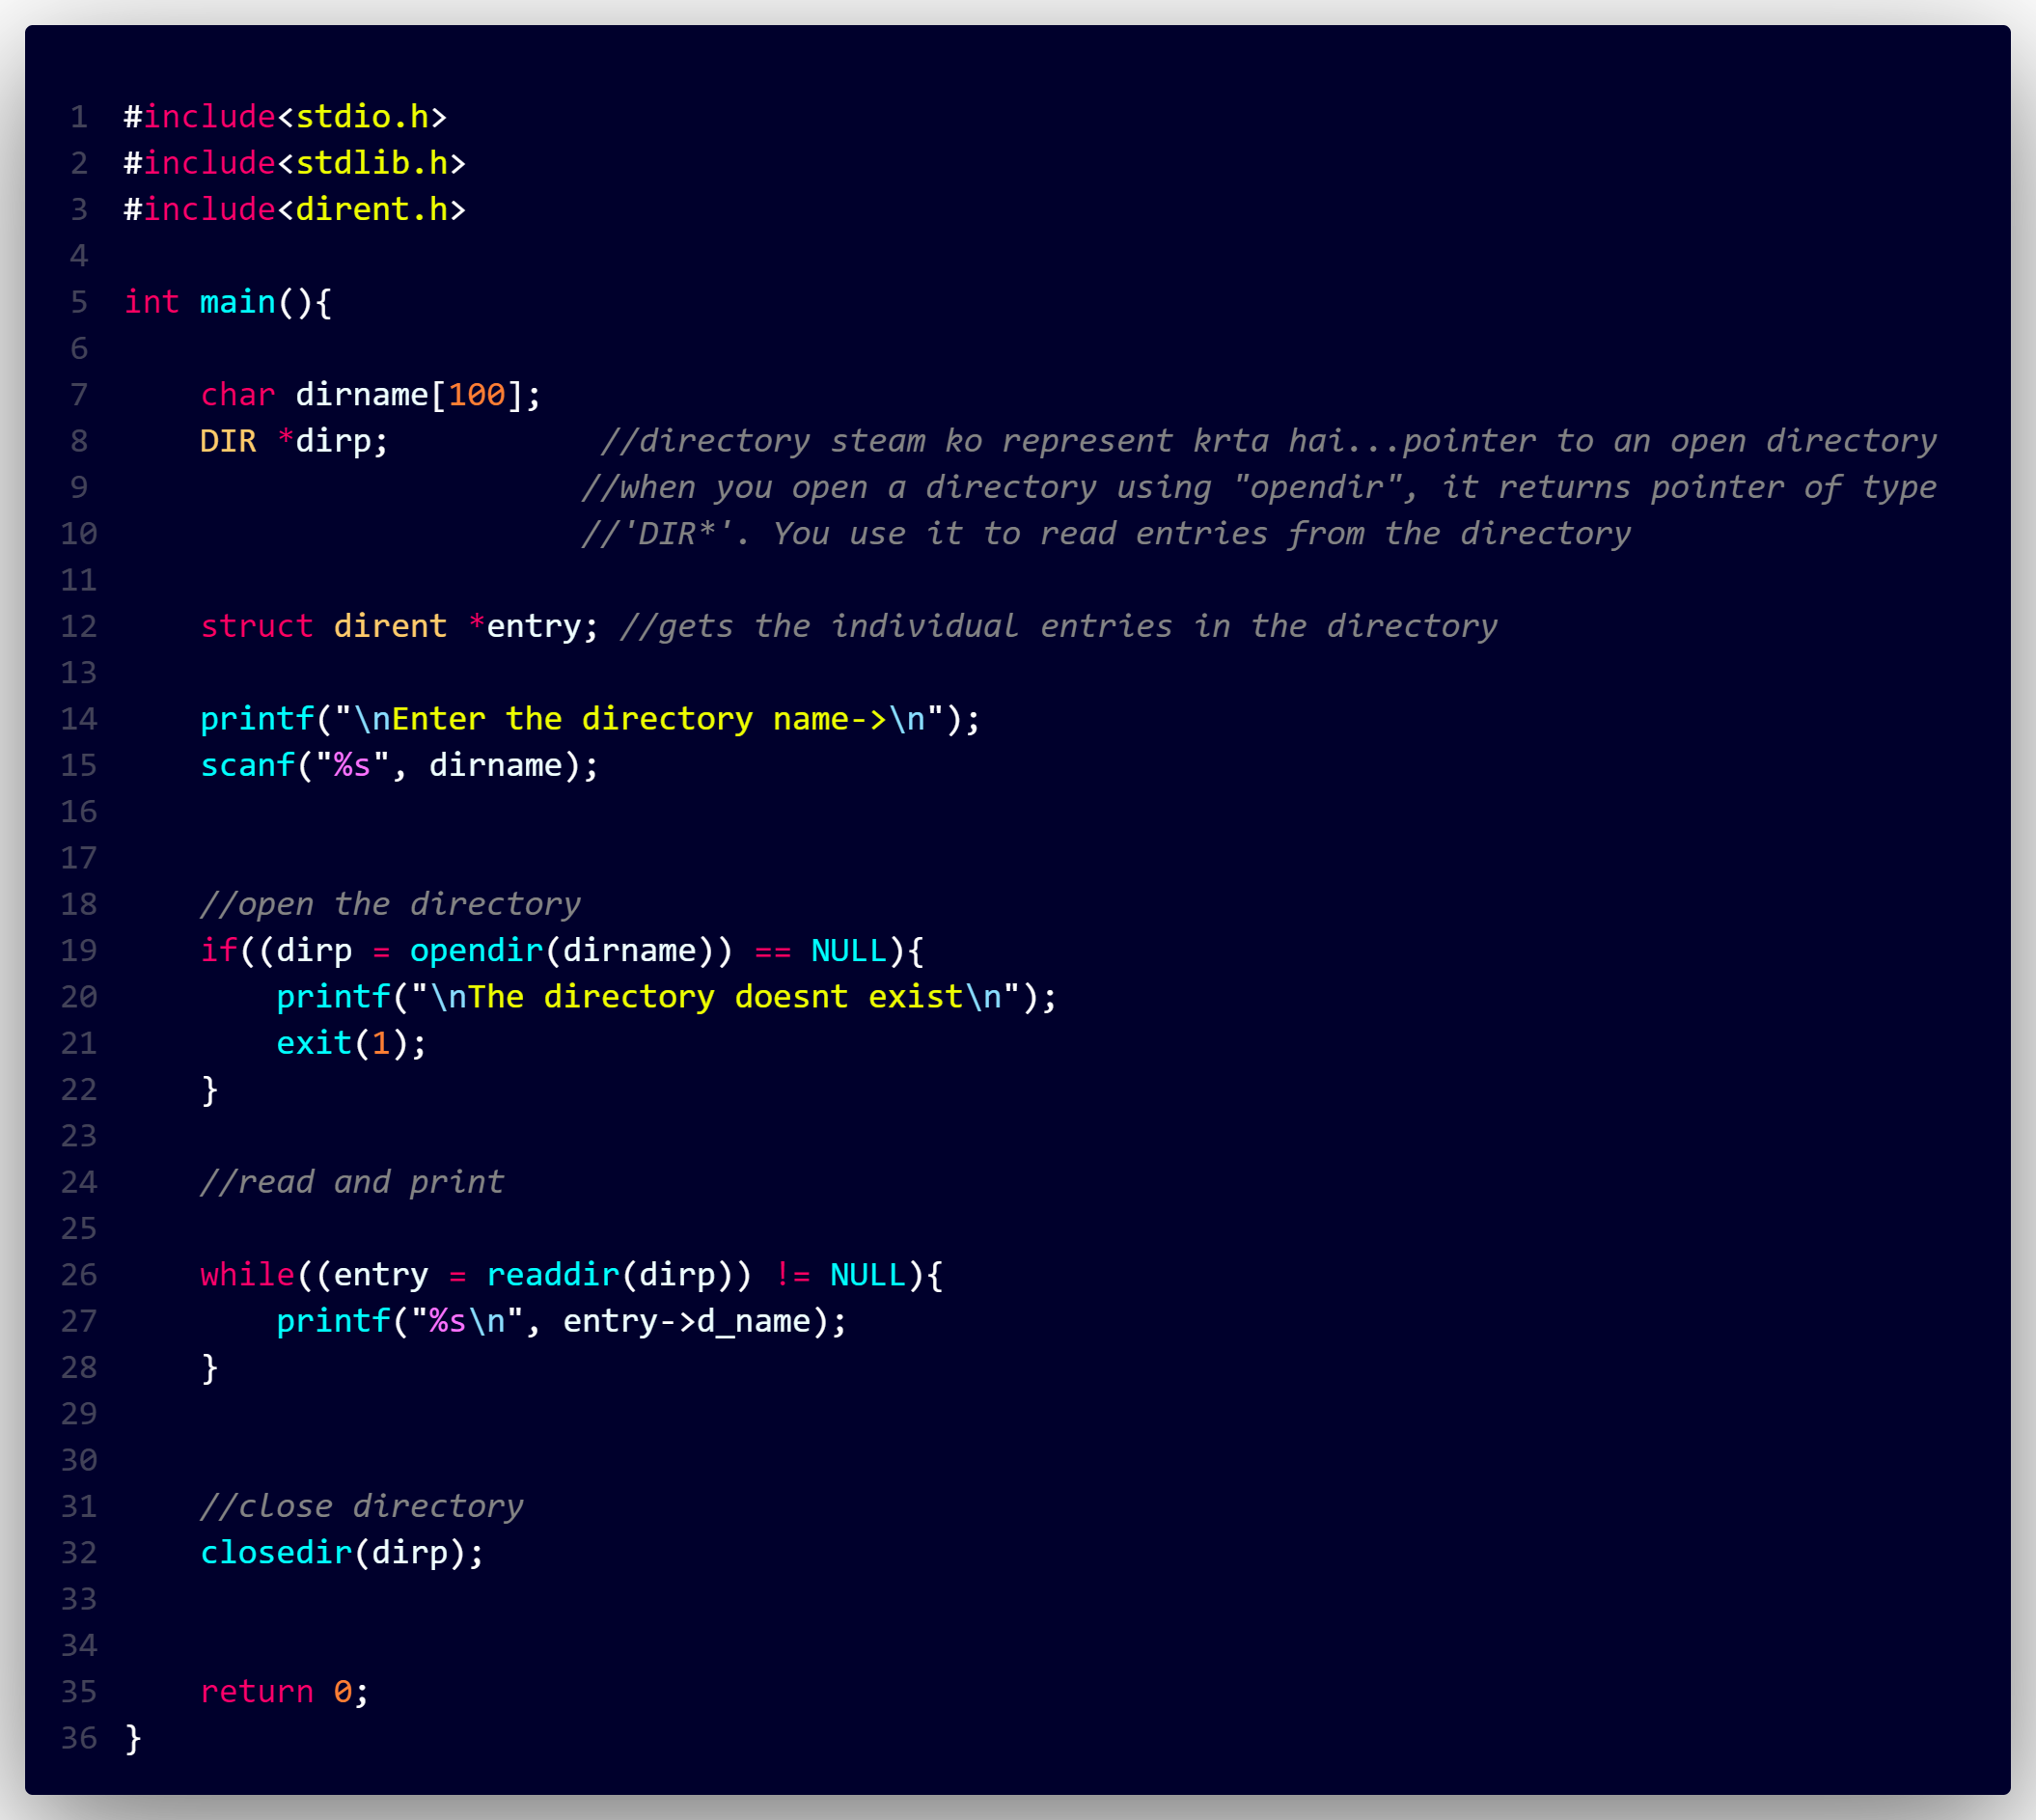 1 #include<stdio.h>
2 #include<stdlib.h>
3 #include<dirent.h>
4
5 int main(){
6
7     char dirname[100];
8     DIR *dirp;           //directory steam ko represent krta hai...pointer to an open directory
9                         //when you open a directory using "opendir", it returns pointer of type
10                         //'DIR*'. You use it to read entries from the directory
11
12     struct dirent *entry; //gets the individual entries in the directory
13
14     printf("\nEnter the directory name->\n");
15     scanf("%s", dirname);
16
17
18     //open the directory
19     if((dirp = opendir(dirname)) == NULL){
20         printf("\nThe directory doesnt exist\n");
21         exit(1);
22     }
23
24     //read and print
25
26     while((entry = readdir(dirp)) != NULL){
27         printf("%s\n", entry->d_name);
28     }
29
30
31     //close directory
32     closedir(dirp);
33
34
35     return 0;
36 }